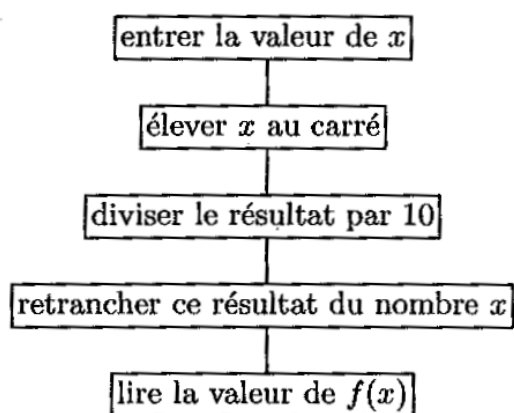 entrer la valeur de x
élever x au carré
diviser le résultat par 10
retrancher ce résultat du nombre x
lire la valeur de f(x)